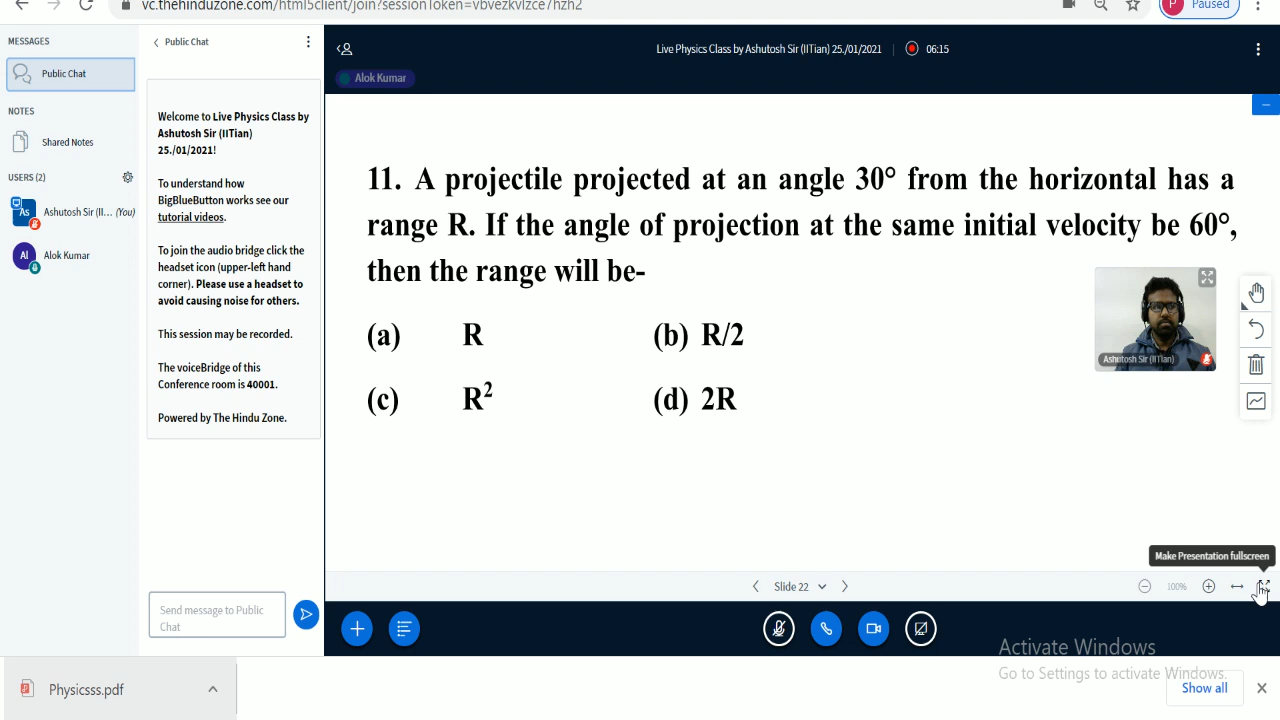 vc.thehinduzone.com/html5client/join?sessionToken=vbvezkvlzce7hzh2
P
Paused
MESSAGES
Public Chat
NOTES
Shared Notes
USERS (2)
As
Ashutosh Sir (II... (You)
Al
Alok Kumar
Public Chat
Welcome to Live Physics Class by
Ashutosh Sir (IITian)
25./01/2021!
To understand how
BigBlueButton works see our
tutorial videos.
To join the audio bridge click the
headset icon (upper-left hand
corner). Please use a headset to
avoid causing noise for others.
This session may be recorded.
The voiceBridge of this
Conference room is 40001.
Powered by The Hindu Zone.
Send message to Public
Chat
Live Physics Class by Ashutosh Sir (IITian) 25./01/2021
06:15
Alok Kumar
11. A projectile projected at an angle 30° from the horizontal has a
range R. If the angle of projection at the same initial velocity be 60°,
then the range will be-
(a) R (b) R/2
(c) R² (d) 2R
Ashutosh Sir (IITian)
Make Presentation fullscreen
Slide 22
100%
Activate Windows
Go to Settings to activate Windows.
Physicsss.pdf
Show all